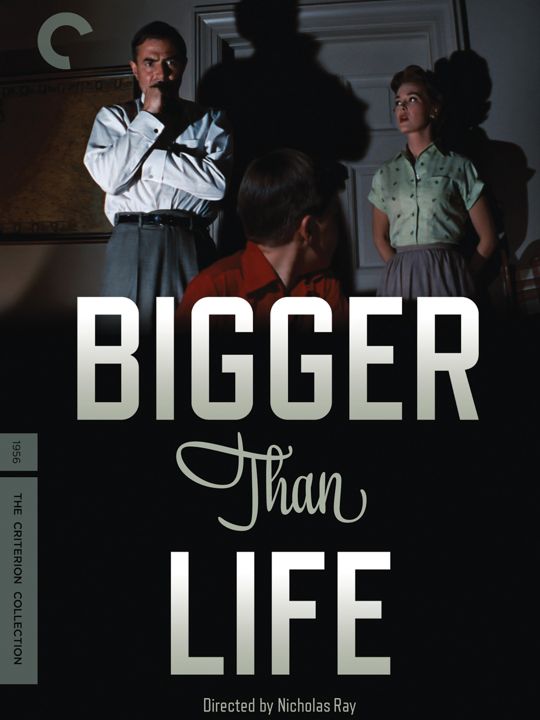 BIGGER
Than
LIFE
1956
THE CRITERION COLLECTION
Directed by Nicholas Ray